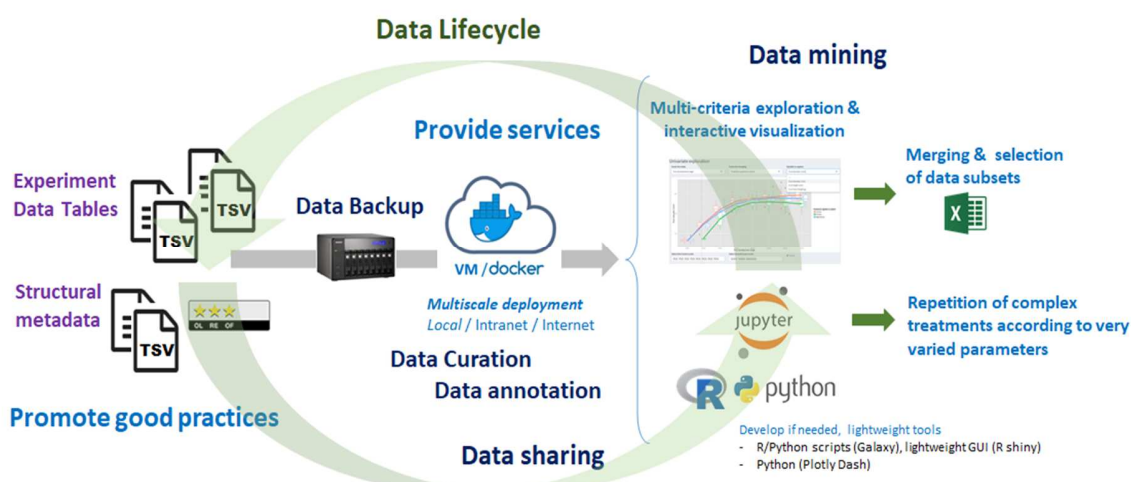 Data Lifecycle
Data mining
Provide services
Multi-criteria exploration &
interactive visualization
Merging & selection
of data subsets
Experiment
Data Tables
TSV
TSV
TSV
Data Backup
VM / docker
Multiscale deployment
Local / Intranet / Internet
Structural
metadata
TSV
OL RE OF
Data Curation
Data annotation
Promote good practices
Data sharing
X
jupyter
Repetition of complex
treatments according to very
varied parameters
R
python
Develop if needed, lightweight tools
- R/Python scripts (Galaxy), lightweight GUI (R shiny)
- Python (Plotly Dash)